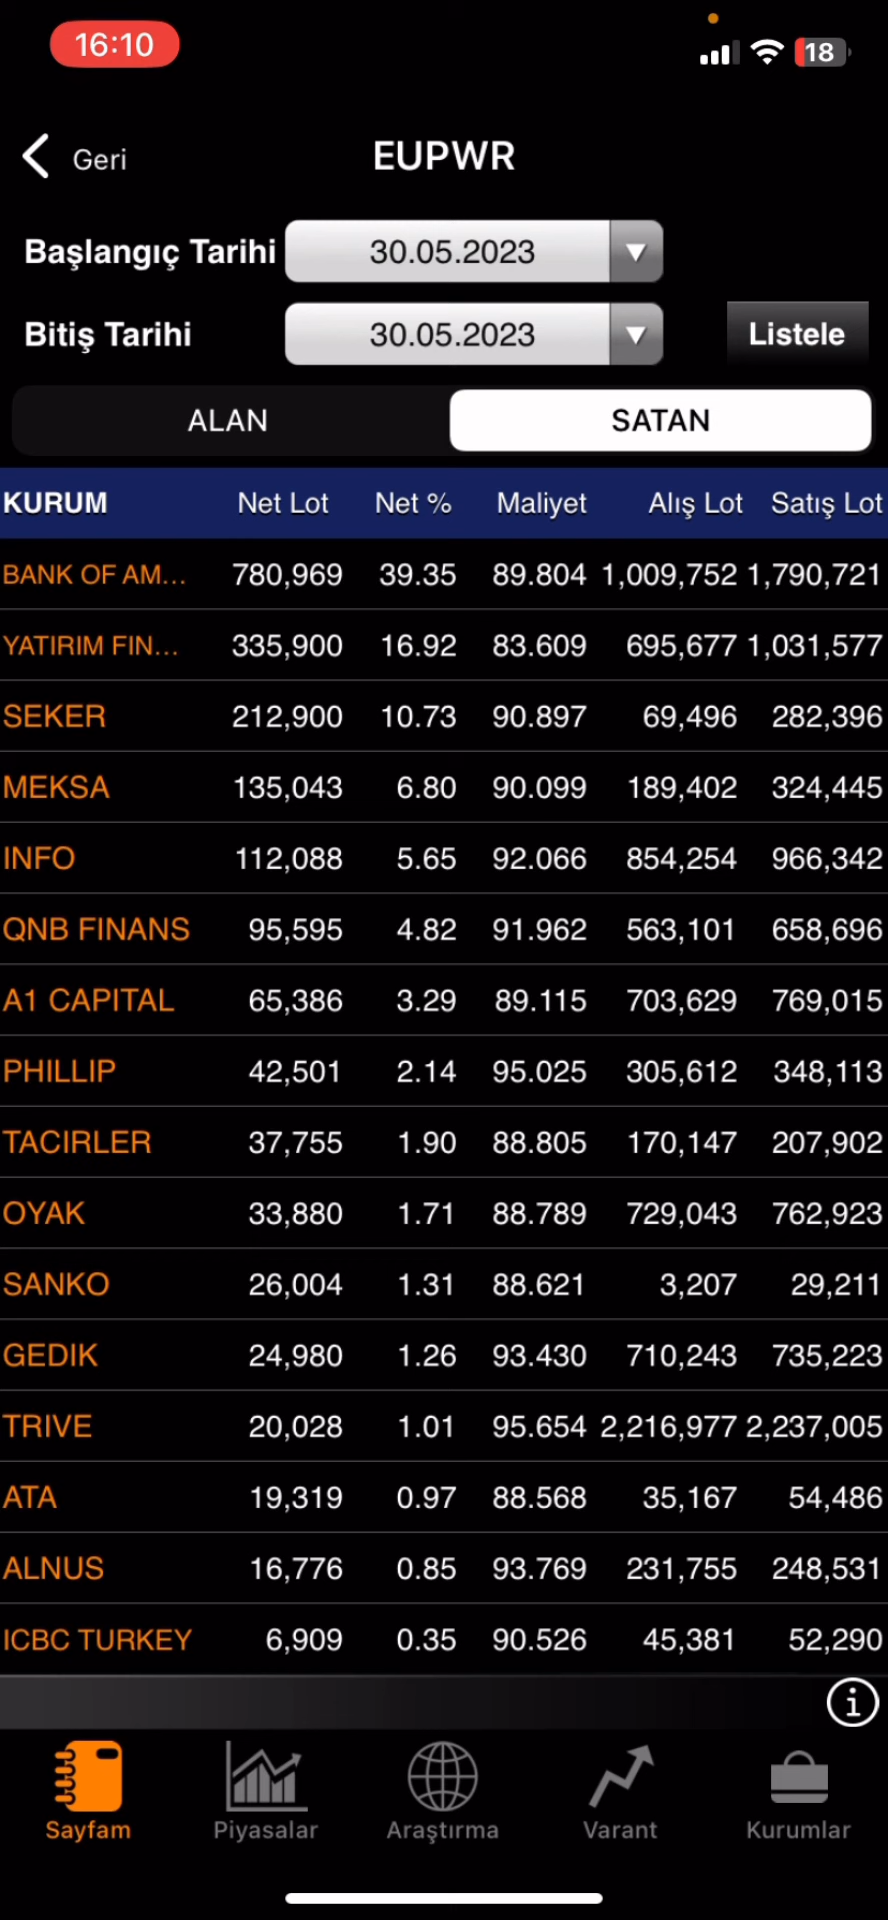 16:10
18
Geri
EUPWR
Başlangıç Tarihi 30.05.2023
Bitiş Tarihi 30.05.2023 Listele
ALAN SATAN
KURUM Net Lot Net % Maliyet Alış Lot Satış Lot
BANK OF AM... 780,969 39.35 89.804 1,009,752 1,790,721
YATIRIM FIN... 335,900 16.92 83.609 695,677 1,031,577
SEKER 212,900 10.73 90.897 69,496 282,396
MEKSA 135,043 6.80 90.099 189,402 324,445
INFO 112,088 5.65 92.066 854,254 966,342
QNB FINANS 95,595 4.82 91.962 563,101 658,696
A1 CAPITAL 65,386 3.29 89.115 703,629 769,015
PHILLIP 42,501 2.14 95.025 305,612 348,113
TACIRLER 37,755 1.90 88.805 170,147 207,902
OYAK 33,880 1.71 88.789 729,043 762,923
SANKO 26,004 1.31 88.621 3,207 29,211
GEDIK 24,980 1.26 93.430 710,243 735,223
TRIVE 20,028 1.01 95.654 2,216,977 2,237,005
ATA 19,319 0.97 88.568 35,167 54,486
ALNUS 16,776 0.85 93.769 231,755 248,531
ICBC TURKEY 6,909 0.35 90.526 45,381 52,290
Sayfam Piyasalar Araştırma Varant Kurumlar